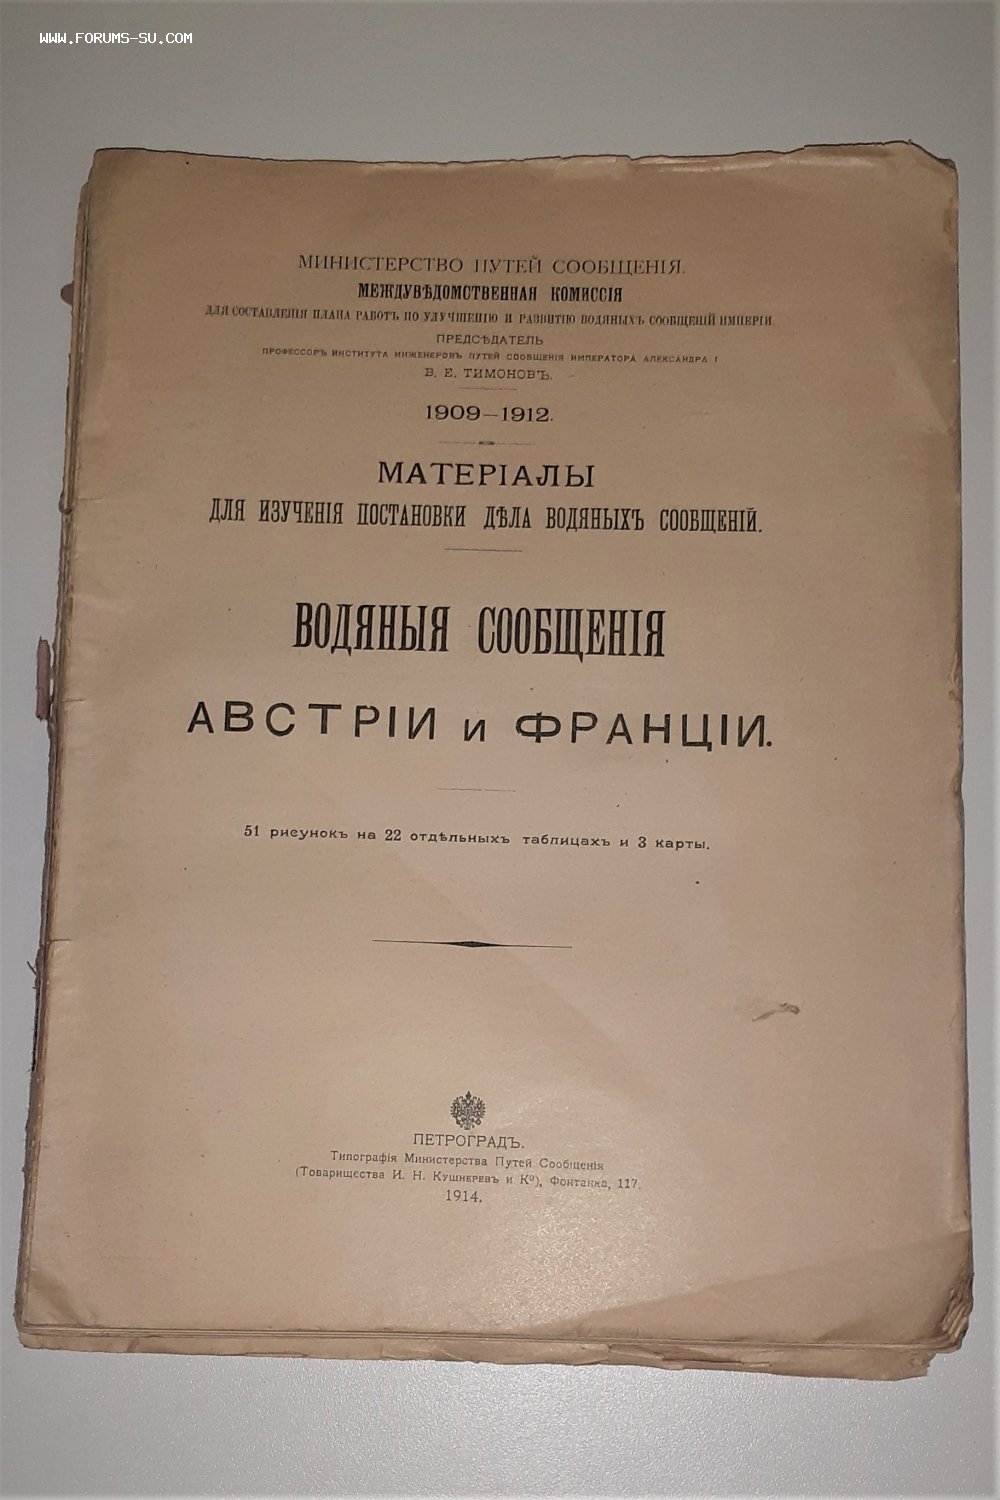 WWW.FORUMS-SU.COM
МИНИСТЕРСТВО ПУТЕЙ СООБЩЕНІЯ.
МЕЖДУВѢДОМСТВЕННАЯ КОМИССІЯ
ДЛЯ СОСТАВЛЕНІЯ ПЛАНА РАБОТЪ ПО УЛУЧШЕНІЮ И РАЗВИТІЮ ВОДЯНЫХЪ СООБЩЕНІЙ ИМПЕРІИ
ПРЕДСѢДАТЕЛЬ
ПРОФЕССОРЪ ИНСТИТУТА ИНЖЕНЕРОВЪ ПУТЕЙ СООБЩЕНІЯ ИМПЕРАТОРА АЛЕКСАНДРА I
В. Е. ТИМОНОВЪ.
1909—1912.
МАТЕРІАЛЫ
ДЛЯ ИЗУЧЕНІЯ ПОСТАНОВКИ ДѢЛА ВОДЯНЫХЪ СООБЩЕНІЙ.
ВОДЯНЫЯ СООБЩЕНІЯ
АВСТРІИ и ФРАНЦІИ.
51 рисунокъ на 22 отдѣльныхъ таблицахъ и 3 карты.
ПЕТРОГРАДЪ.
Типографія Министерства Путей Сообщенія
(Товарищества И. Н. Кушнеревъ и К⁰), Фонтанка, 117.
1914.